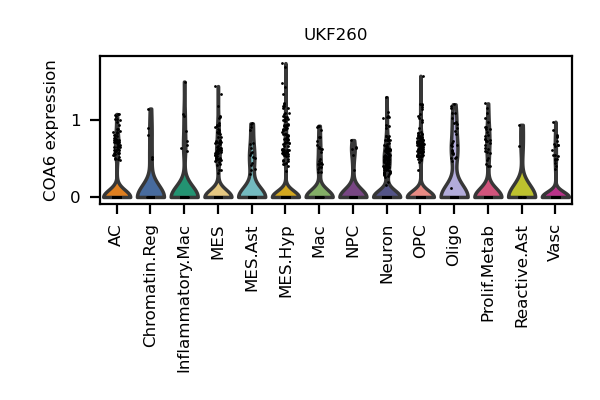 UKF260
COA6 expression
1
0
AC
Chromatin.Reg
Inflammatory.Mac
MES
MES.Ast
MES.Hyp
Mac
NPC
Neuron
OPC
Oligo
Prolif.Metab
Reactive.Ast
Vasc